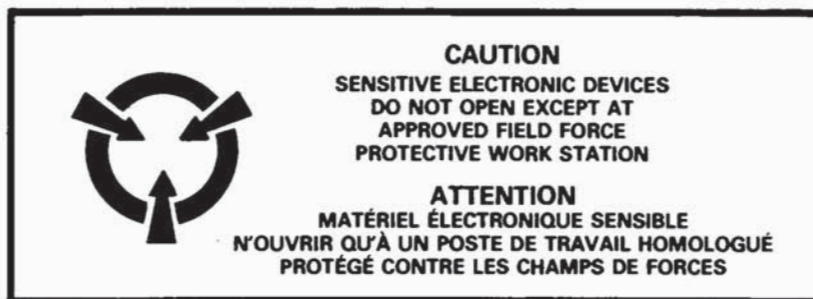 CAUTION
SENSITIVE ELECTRONIC DEVICES
DO NOT OPEN EXCEPT AT
APPROVED FIELD FORCE
PROTECTIVE WORK STATION
ATTENTION
MATÉRIEL ÉLECTRONIQUE SENSIBLE
N'OUVRIR QU'À UN POSTE DE TRAVAIL HOMOLOGUÉ
PROTÉGÉ CONTRE LES CHAMPS DE FORCES